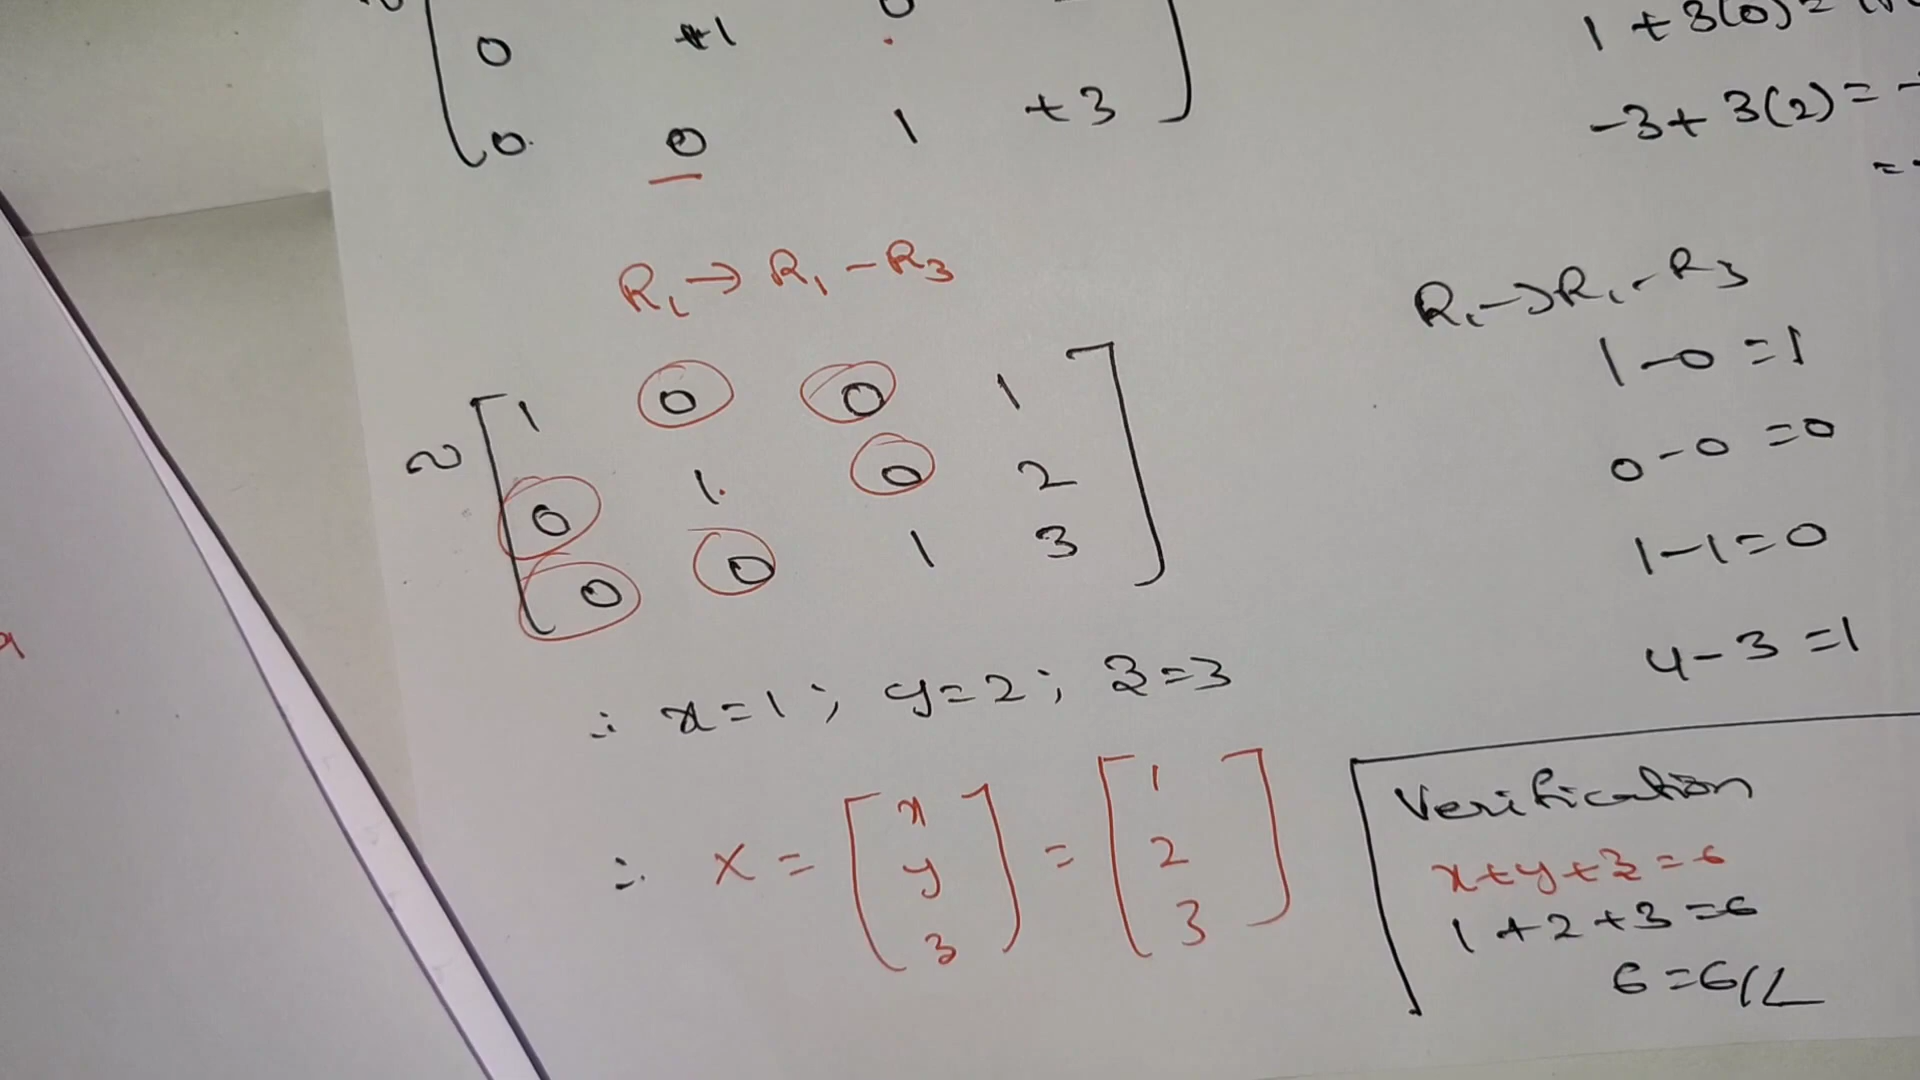 0 +1 0
0 0 1 +3
1 + 3(0) =
-3 + 3(2) =
=
R₁ → R₁ - R₃
R₁ → R₁ - R₃
1 - 0 = 1
0 - 0 = 0
1 - 1 = 0
4 - 3 = 1
~ [ 1 0 0 1
0 1 0 2
0 0 1 3 ]
∴ x = 1 ; y = 2 ; z = 3
∴ X = [ x y z ] = [ 1 2 3 ]
Verification
x + y + z = 6
1 + 2 + 3 = 6
6 = 6 //